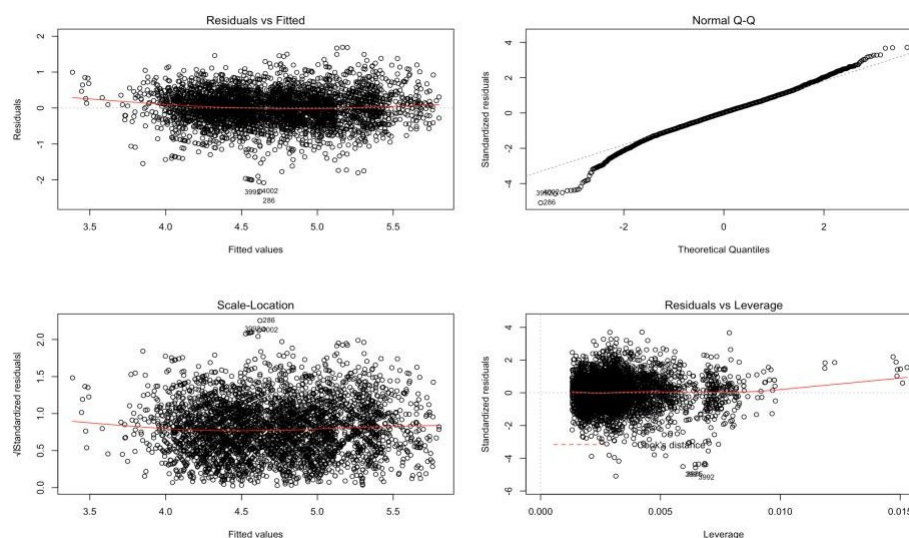 Residuals vs Fitted
Residuals
2
1
0
-1
-2
3.5 4.0 4.5 5.0 5.5
Fitted values
4002
286
Normal Q-Q
Standardized residuals
4
2
0
-2
-4
-2 0 2
Theoretical Quantiles
286
Scale-Location
√|Standardized residuals|
2.0
1.5
1.0
0.5
0.0
3.5 4.0 4.5 5.0 5.5
Fitted values
286
4002
Residuals vs Leverage
Standardized residuals
4
2
0
-2
-4
-6
0.000 0.005 0.010 0.015
Leverage
Cook's distance
3992